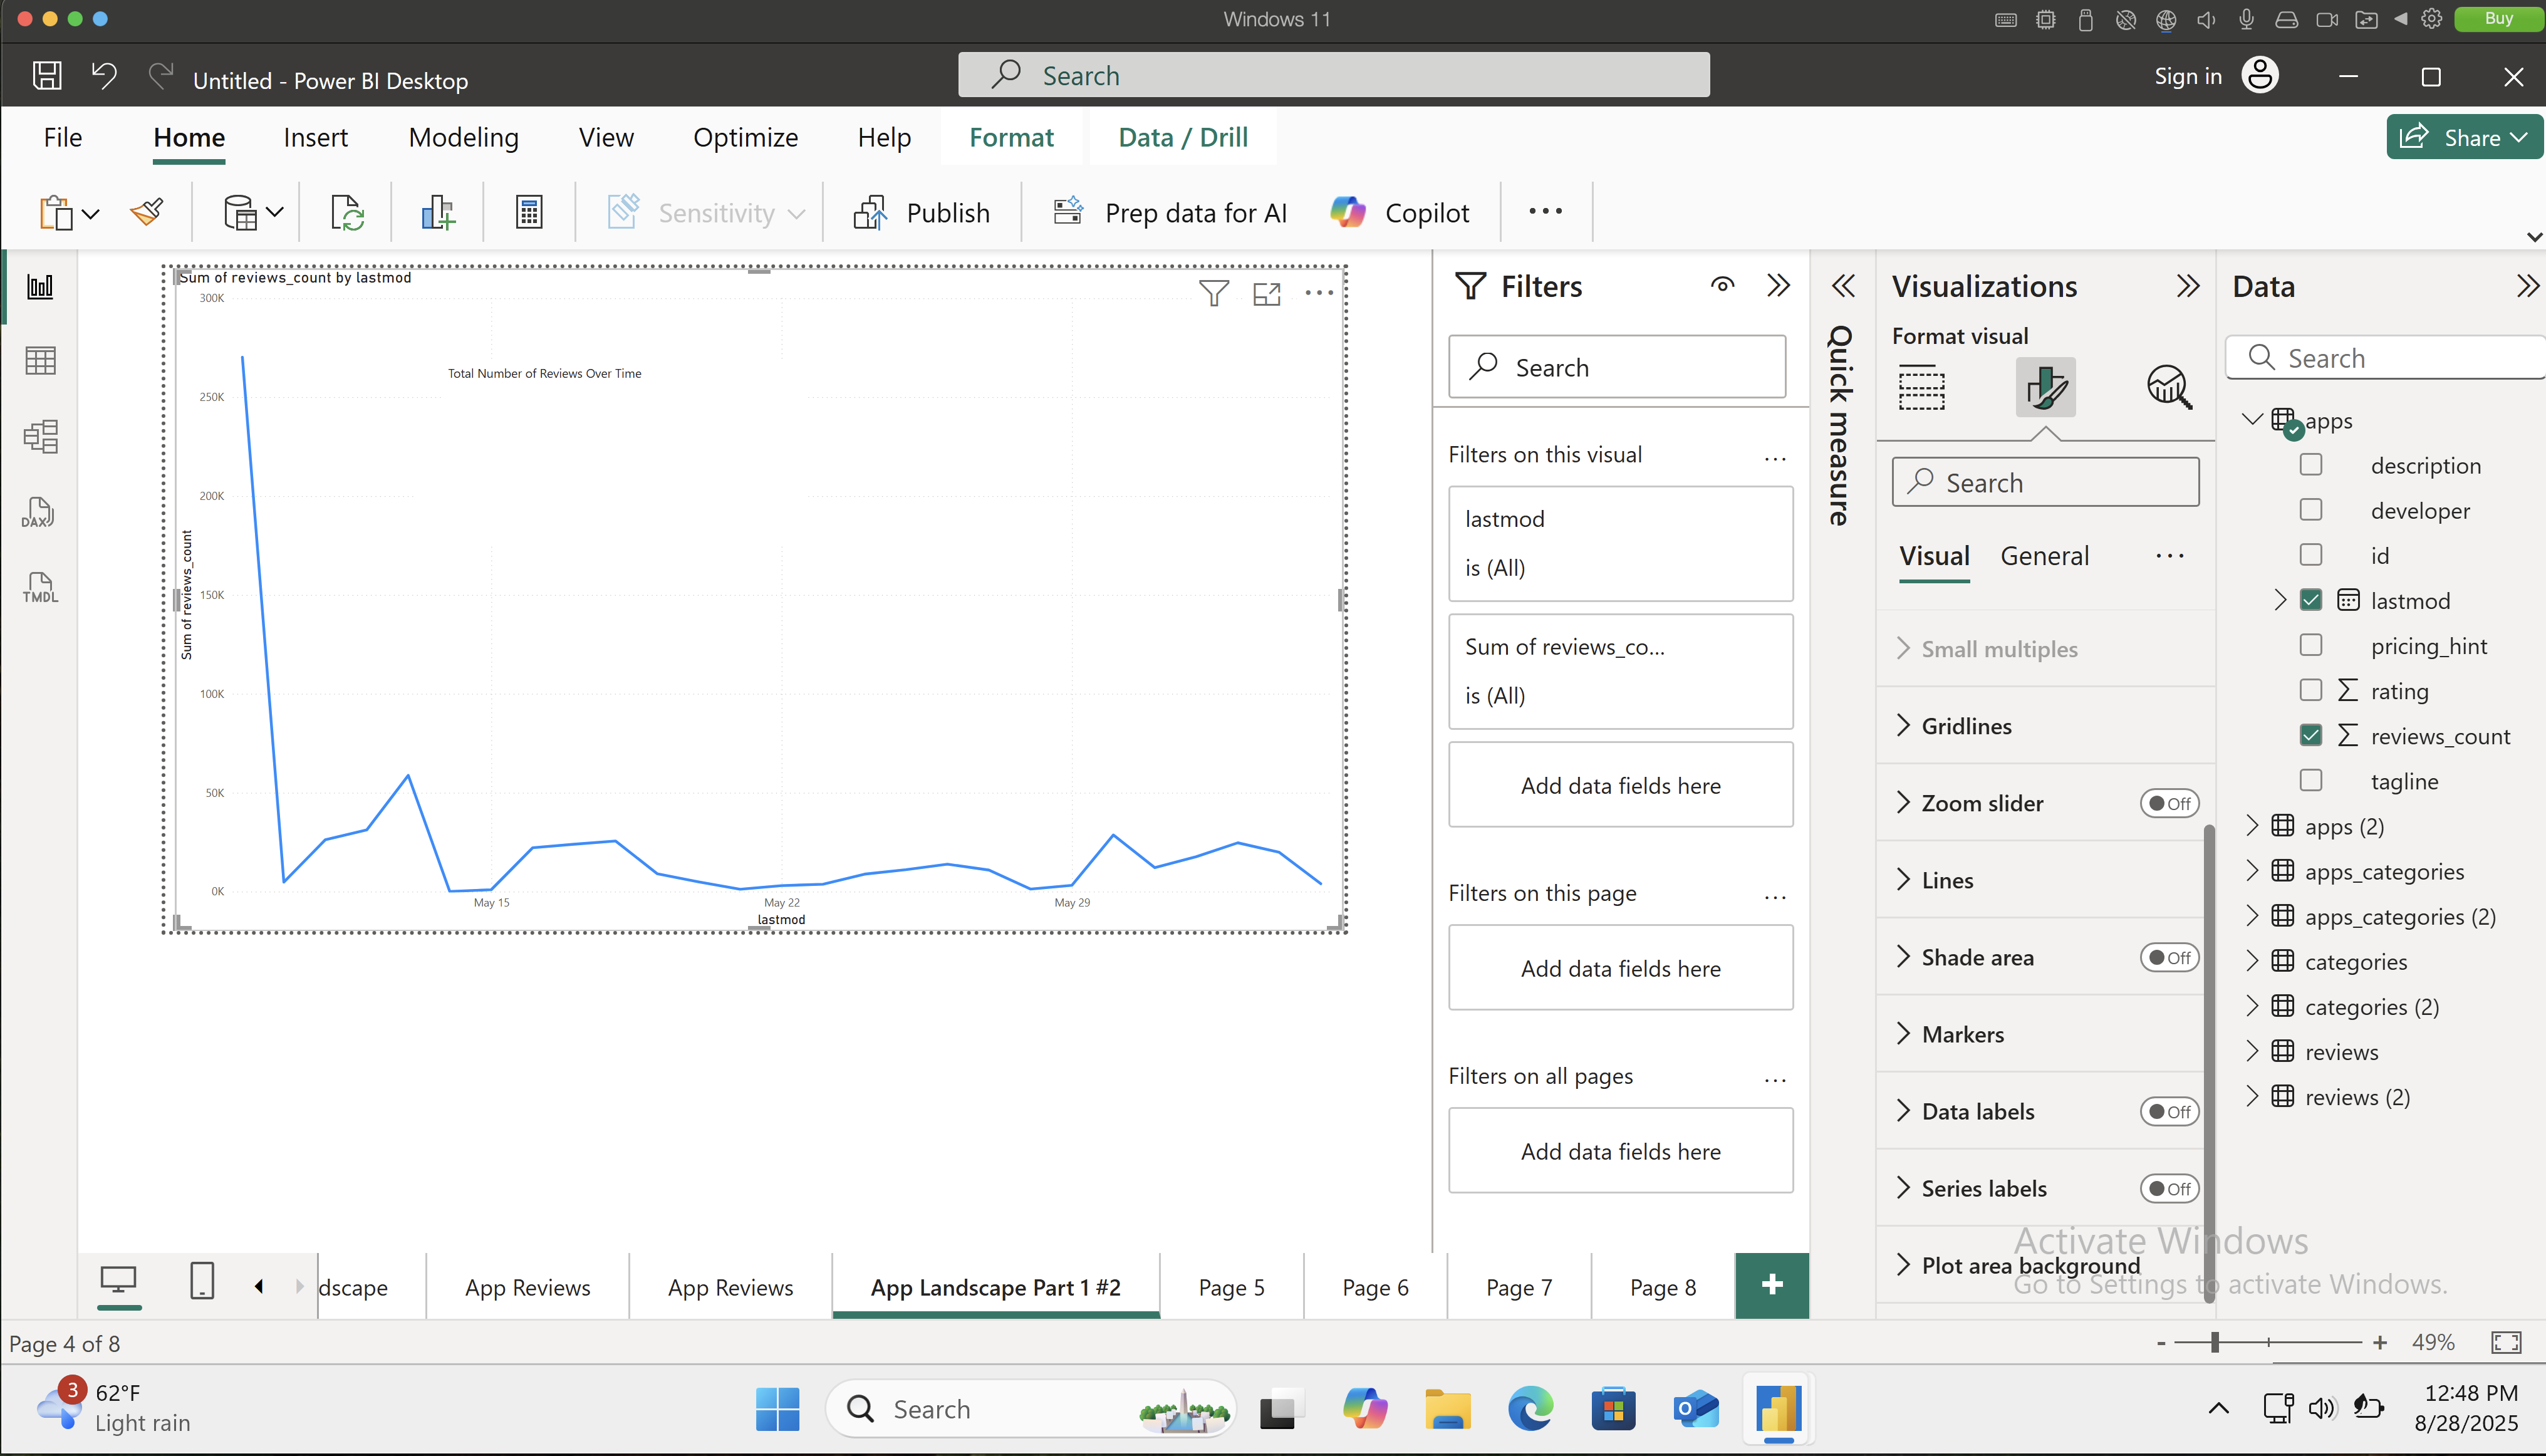 Windows 11
Buy
Untitled - Power BI Desktop
Search
Sign in
File
Home
Insert
Modeling
View
Optimize
Help
Format
Data / Drill
Share
Sensitivity
Publish
Prep data for AI
Copilot
DAX
TMDL
Sum of reviews_count by lastmod
Total Number of Reviews Over Time
300K
250K
200K
150K
100K
50K
0K
Sum of reviews_count
May 15
May 22
May 29
lastmod
Filters
Search
Filters on this visual
lastmod
is (All)
Sum of reviews_co...
is (All)
Add data fields here
Filters on this page
Add data fields here
Filters on all pages
Add data fields here
Quick measure
Visualizations
Format visual
Search
Visual
General
Small multiples
Gridlines
Zoom slider
Off
Lines
Shade area
Off
Markers
Data labels
Off
Series labels
Off
Plot area background
Data
Search
apps
description
developer
id
lastmod
pricing_hint
rating
reviews_count
tagline
apps (2)
apps_categories
apps_categories (2)
categories
categories (2)
reviews
reviews (2)
Activate Windows
Go to Settings to activate Windows.
dscape
App Reviews
App Reviews
App Landscape Part 1 #2
Page 5
Page 6
Page 7
Page 8
Page 4 of 8
49%
3
62°F
Light rain
Search
12:48 PM
8/28/2025